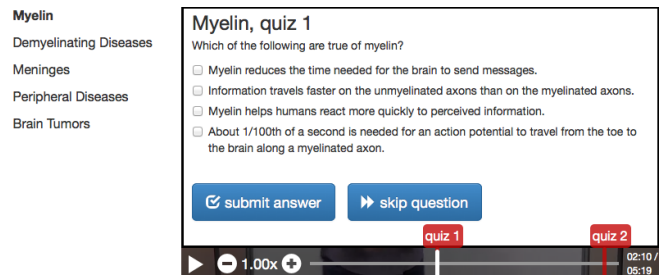 Myelin
Demyelinating Diseases
Meninges
Peripheral Diseases
Brain Tumors
Myelin, quiz 1
Which of the following are true of myelin?
Myelin reduces the time needed for the brain to send messages.
Information travels faster on the unmyelinated axons than on the myelinated axons.
Myelin helps humans react more quickly to perceived information.
About 1/100th of a second is needed for an action potential to travel from the toe to
the brain along a myelinated axon.
submit answer
skip question
quiz 1
quiz 2
1.00x
02:10 /
05:19